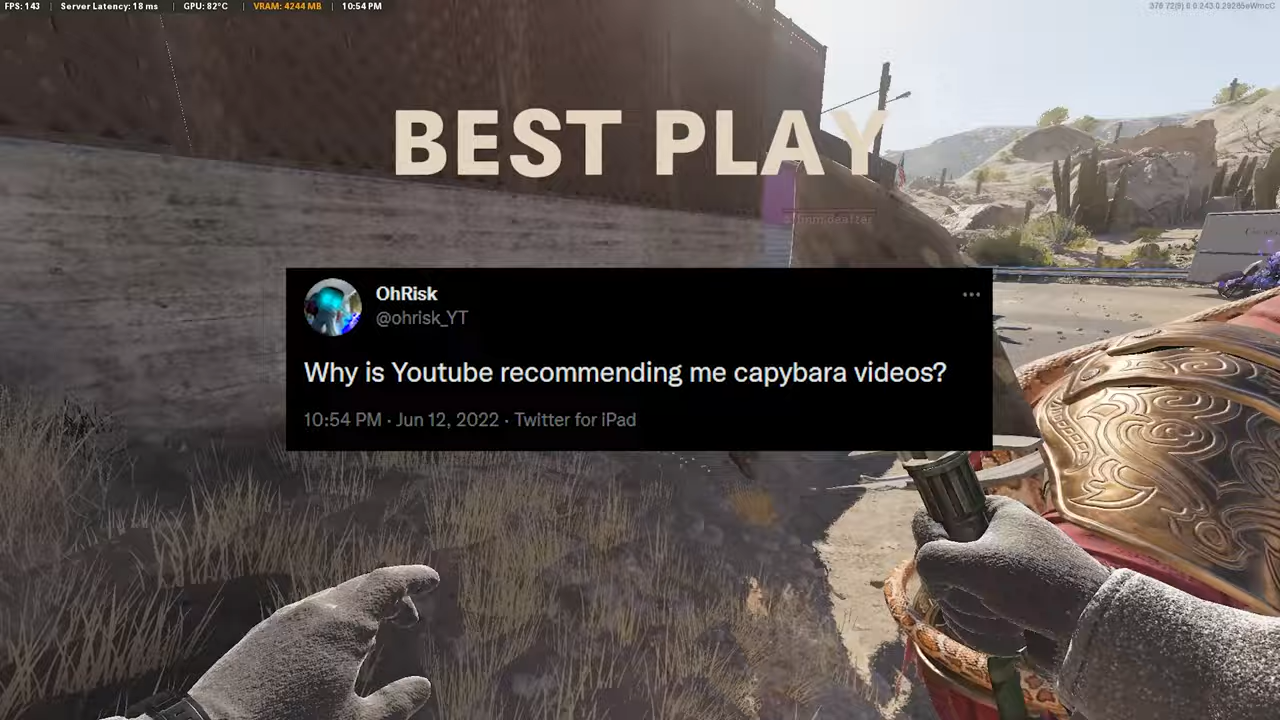 FPS: 143 | Server Latency: 18 ms | GPU: 82°C | VRAM: 4244 MB | 10:54 PM
BEST PLAY
OhRisk
@ohrisk_YT
Why is Youtube recommending me capybara videos?
10:54 PM · Jun 12, 2022 · Twitter for iPad